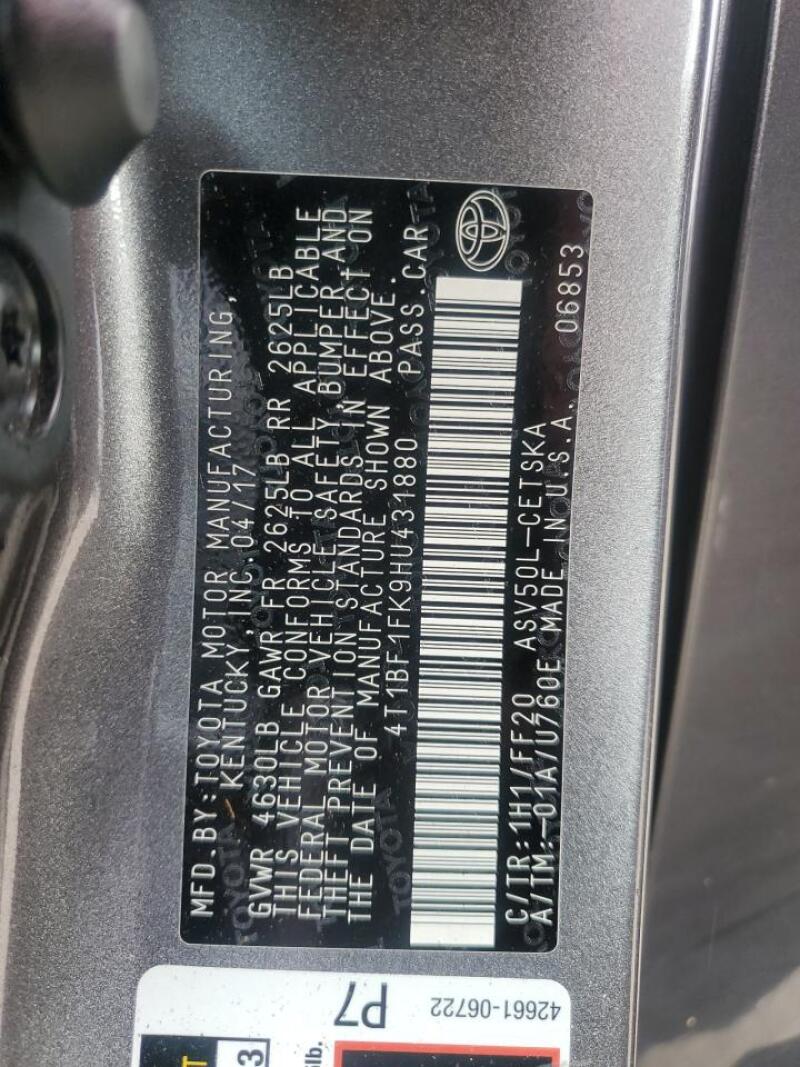 MFD.BY:TOYOTA MOTOR MANUFACTURING,
KENTUCKY,INC.04/17
GVWR 4630LB GAWR FR 2625LB RR 2625LB
THIS VEHICLE CONFORMS TO ALL APPLICABLE
FEDERAL MOTOR VEHICLE SAFETY,BUMPER AND
THEFT PREVENTION STANDARDS IN EFFECT ON
THE DATE OF MANUFACTURE SHOWN ABOVE.
4T1BF1FK9HU431880 PASS.CAR
C/TR:1H1/FF20 ASV50L-CETSKA
A/TM:-01A/U760E MADE IN U.S.A. 06853
42661-06722
P7